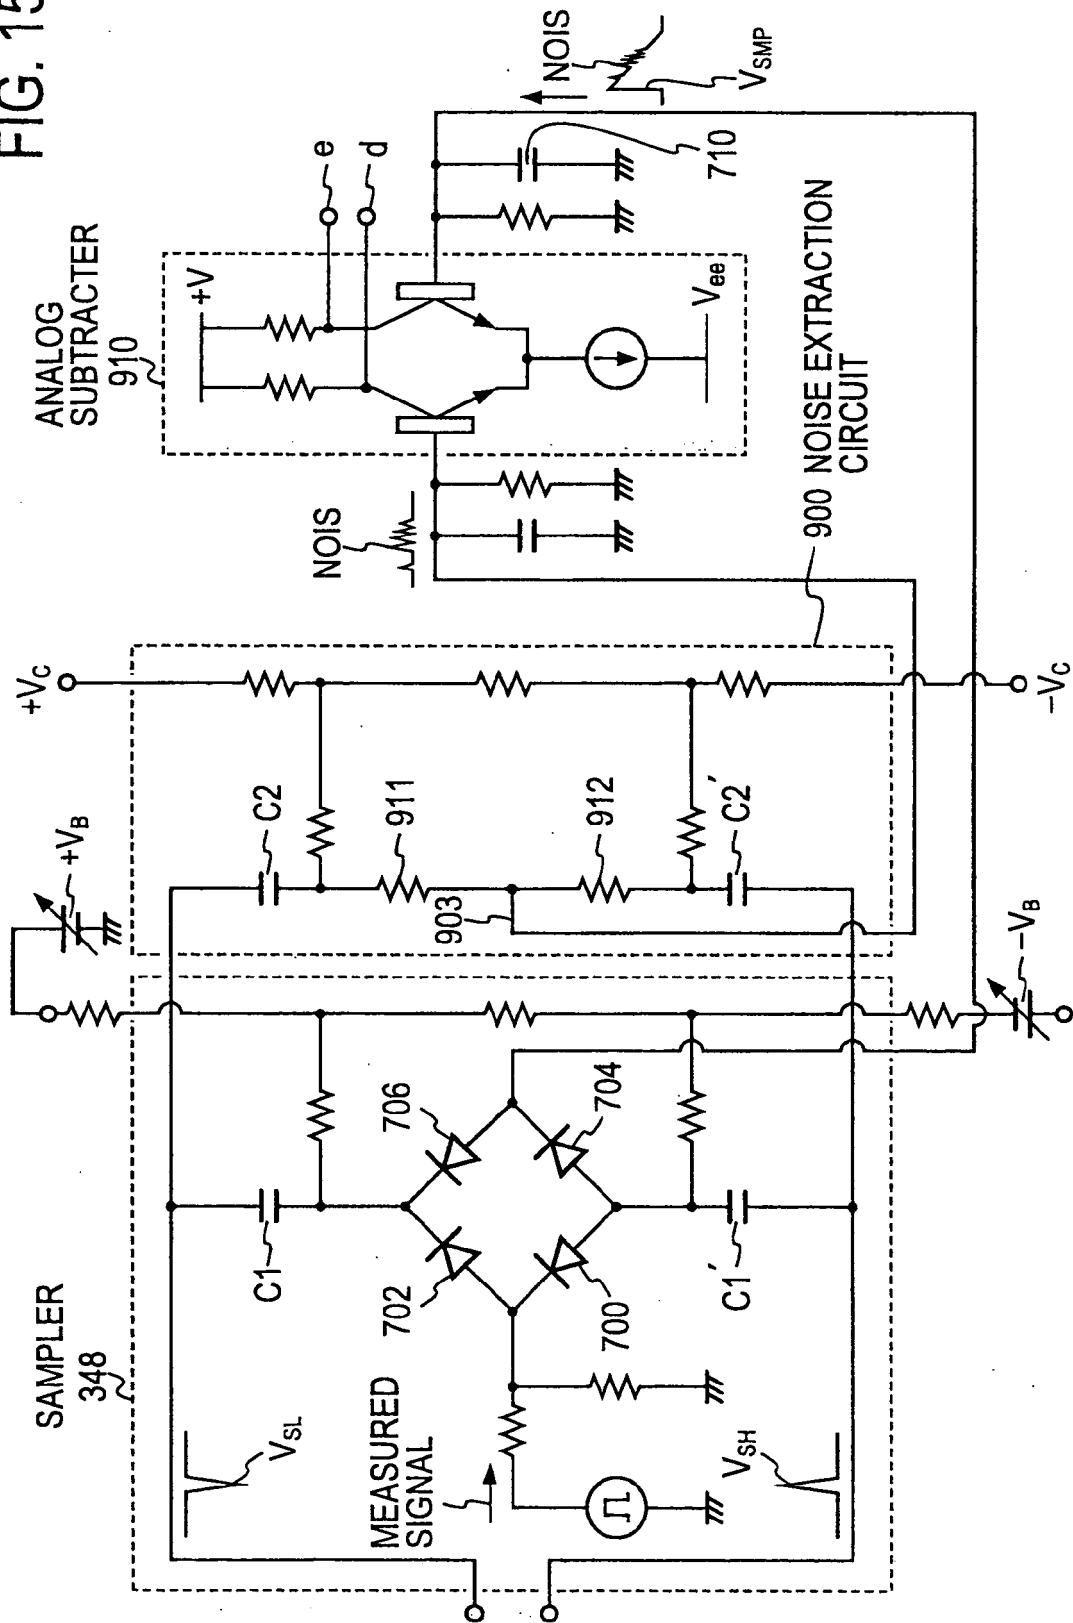 FIG. 15
SAMPLER
348
V_SL
MEASURED
SIGNAL
V_SH
C1
702
706
700
704
C1'
+V_B
-V_B
C2
911
903
912
C2'
+V_C
-V_C
900 NOISE EXTRACTION
CIRCUIT
NOIS
ANALOG
SUBTRACTER
910
+V
V_ee
e
d
710
NOIS
V_SMP